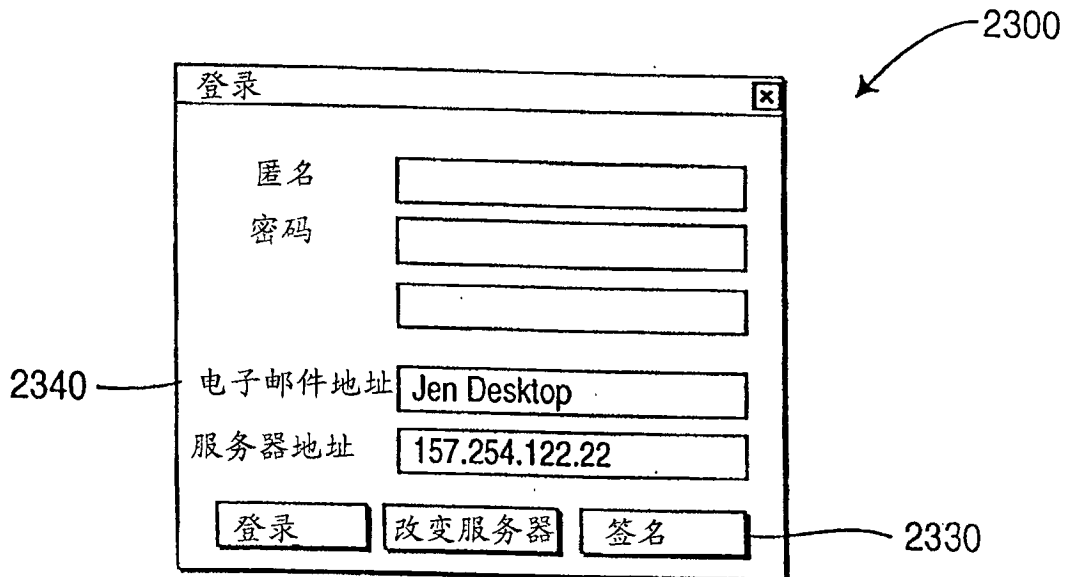 2300
登录
匿名
密码
2340 电子邮件地址 Jen Desktop
服务器地址 157.254.122.22
登录 改变服务器 签名 2330